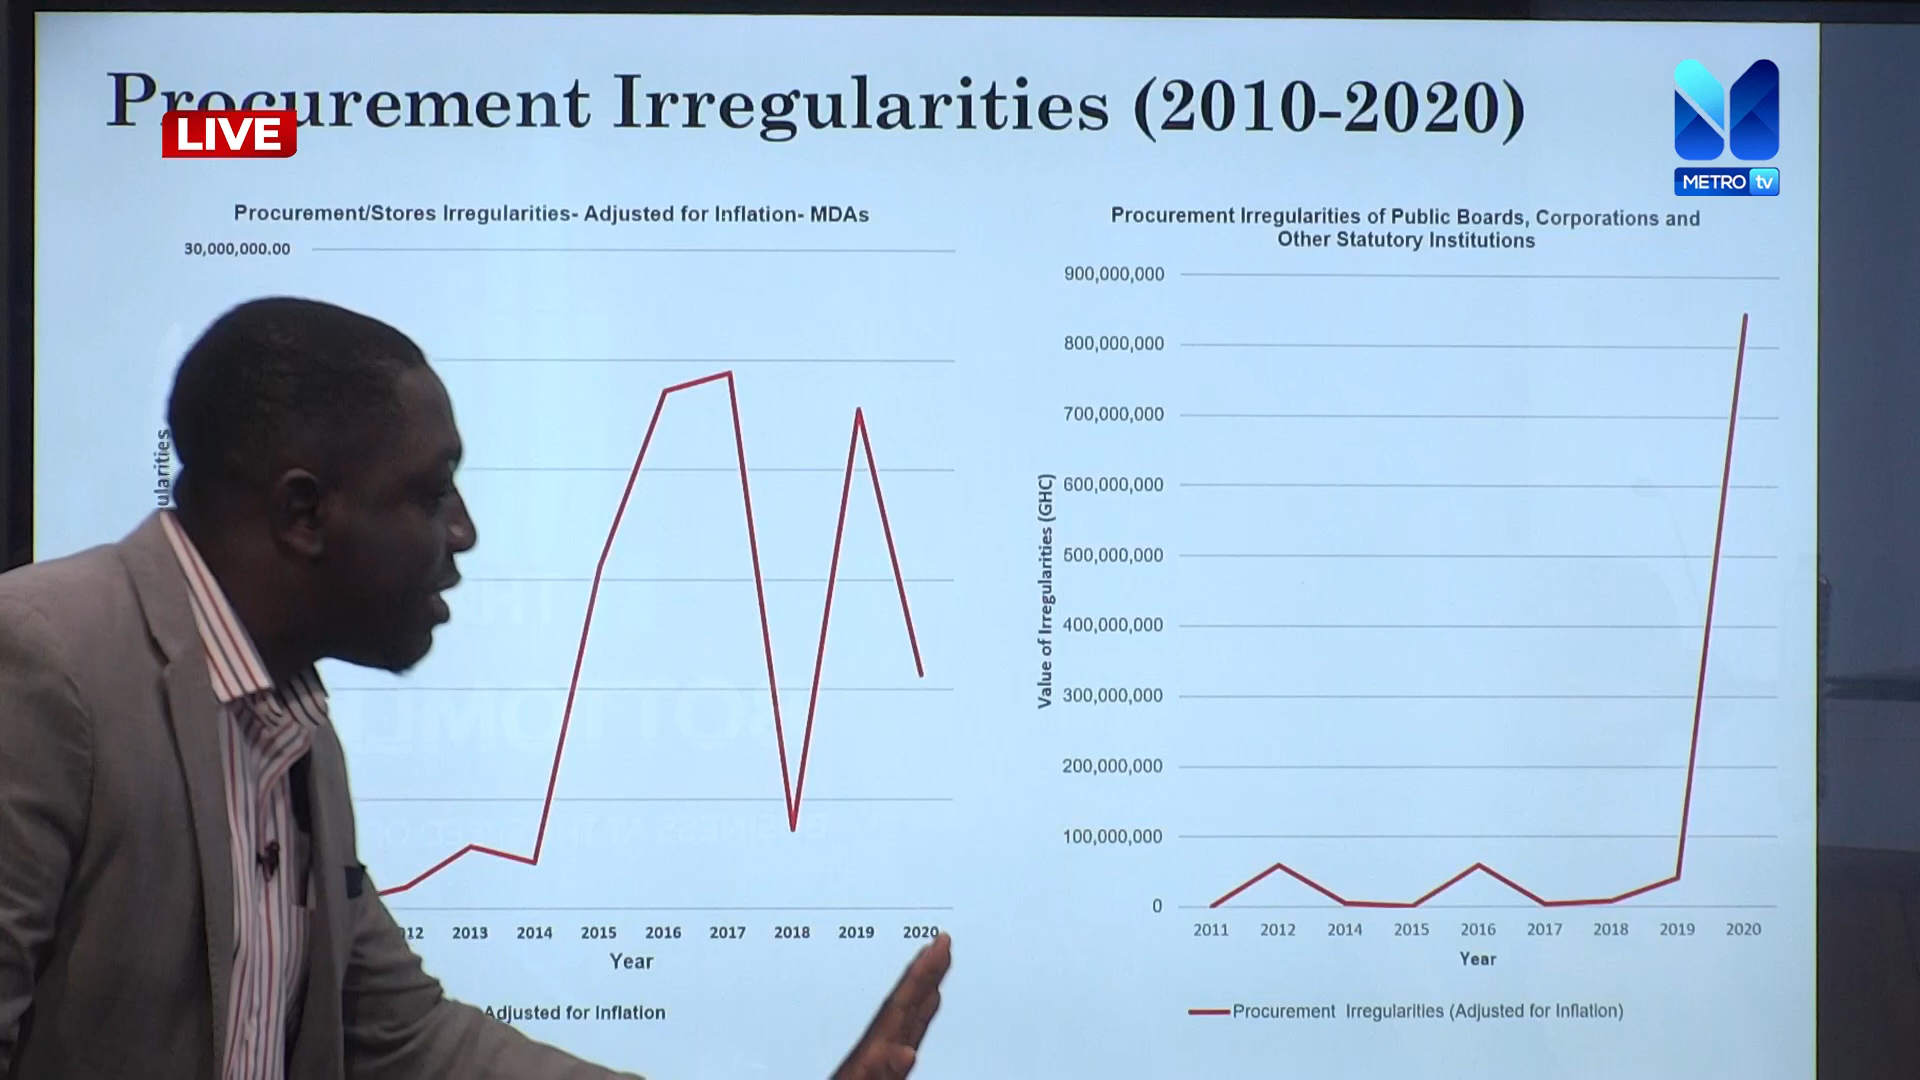 Procurement Irregularities (2010-2020)
LIVE
METRO tv
Procurement/Stores Irregularities- Adjusted for Inflation- MDAs
30,000,000.00
ularities
12 2013 2014 2015 2016 2017 2018 2019 2020
Year
Adjusted for Inflation
Procurement Irregularities of Public Boards, Corporations and
Other Statutory Institutions
900,000,000
800,000,000
700,000,000
600,000,000
500,000,000
400,000,000
300,000,000
200,000,000
100,000,000
0
Value of Irregularities (GHC)
2011 2012 2014 2015 2016 2017 2018 2019 2020
Year
Procurement Irregularities (Adjusted for Inflation)